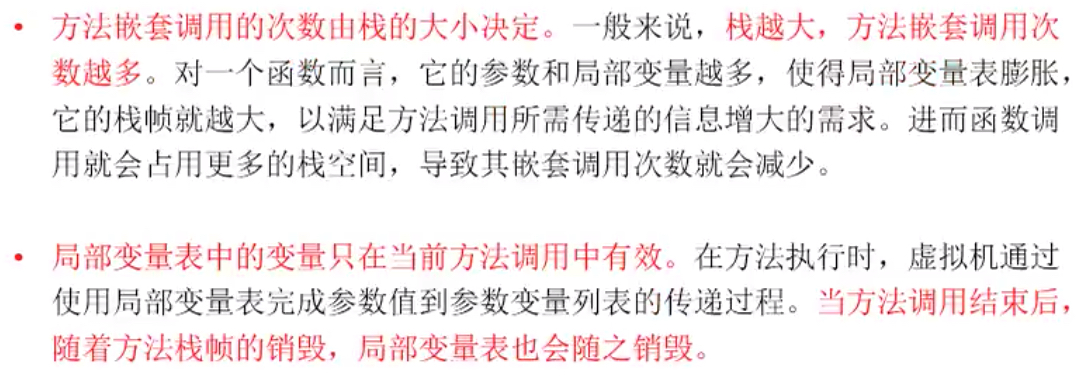 • 方法嵌套调用的次数由栈的大小决定。一般来说，栈越大，方法嵌套调用次
数越多。对一个函数而言，它的参数和局部变量越多，使得局部变量表膨胀，
它的栈帧就越大，以满足方法调用所需传递的信息增大的需求。进而函数调
用就会占用更多的栈空间，导致其嵌套调用次数就会减少。
• 局部变量表中的变量只在当前方法调用中有效。在方法执行时，虚拟机通过
使用局部变量表完成参数值到参数变量列表的传递过程。当方法调用结束后，
随着方法栈帧的销毁，局部变量表也会随之销毁。